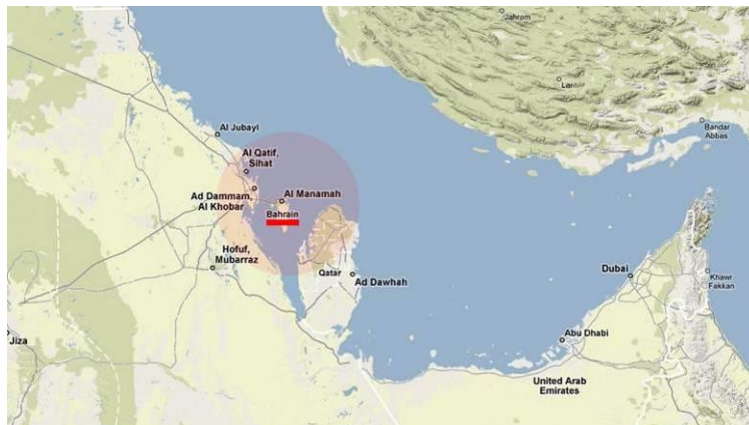 Jahrom
Lar
Bandar
Abbas
Al Jubayl
Al Qatif,
Sihat
Ad Dammam,
Al Khobar
Al Manamah
Bahrain
Hofuf,
Mubarraz
Qatar
Ad Dawhah
Dubai
Khawr
Fakkan
Abu Dhabi
Jiza
United Arab
Emirates